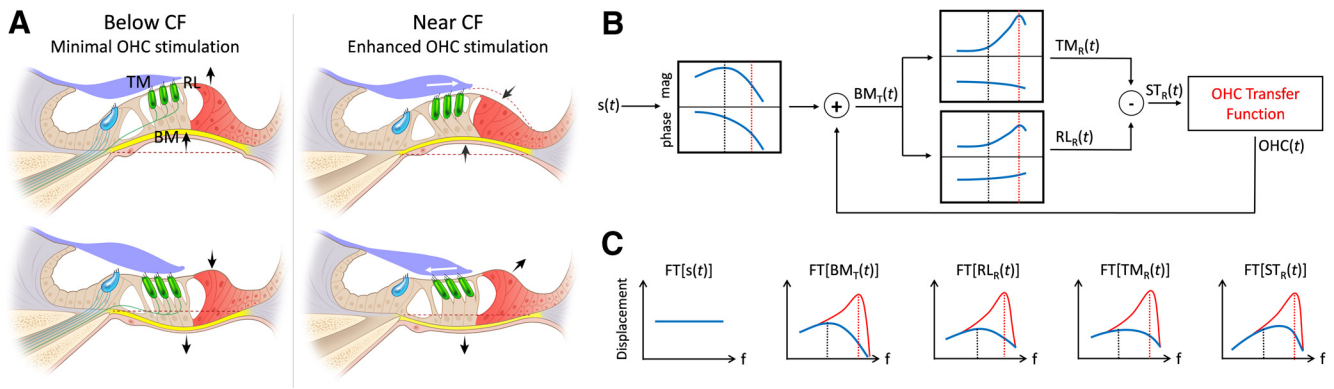 A
Below CF
Minimal OHC stimulation
Near CF
Enhanced OHC stimulation
TM
RL
BM
B
s(t)
phase mag
+
BM_T(t)
TM_R(t)
RL_R(t)
-
ST_R(t)
OHC Transfer
Function
OHC(t)
C
Displacement
FT[s(t)]
f
FT[BM_T(t)]
f
FT[RL_R(t)]
f
FT[TM_R(t)]
f
FT[ST_R(t)]
f